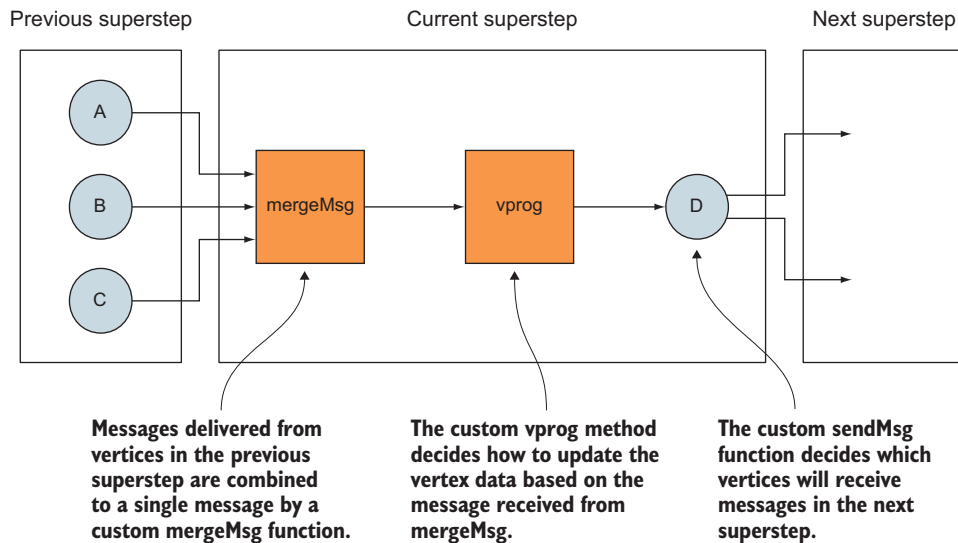 Previous superstep
Current superstep
Next superstep
A
B
C
mergeMsg
vprog
D
Messages delivered from
vertices in the previous
superstep are combined
to a single message by a
custom mergeMsg function.
The custom vprog method
decides how to update the
vertex data based on the
message received from
mergeMsg.
The custom sendMsg
function decides which
vertices will receive
messages in the next
superstep.